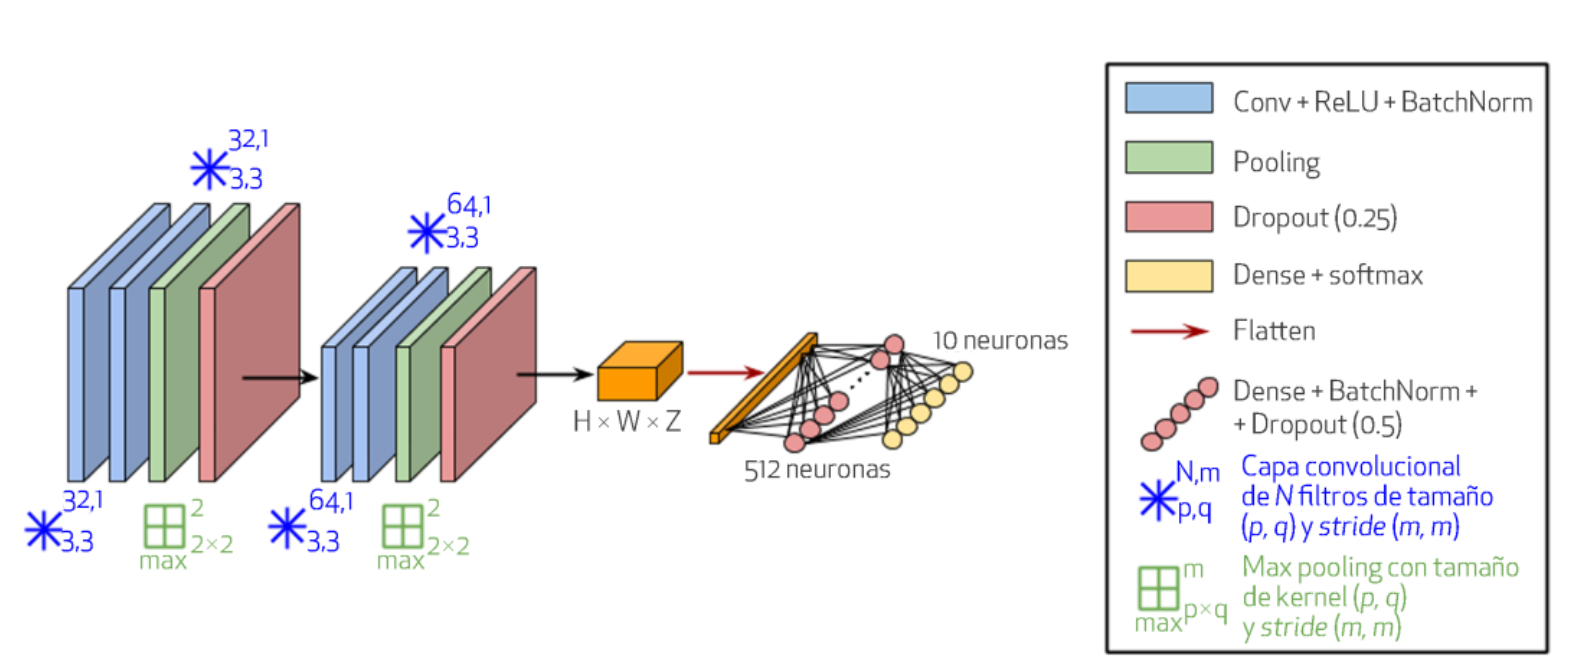 32,1
3,3
64,1
3,3
32,1
3,3
2
2×2
max
64,1
3,3
2
2×2
max
H × W × Z
512 neuronas
10 neuronas
Conv + ReLU + BatchNorm
Pooling
Dropout (0.25)
Dense + softmax
Flatten
Dense + BatchNorm +
+ Dropout (0.5)
N,m
p,q
Capa convolucional
de N filtros de tamaño
(p, q) y stride (m, m)
m
p×q
max
Max pooling con tamaño
de kernel (p, q)
y stride (m, m)